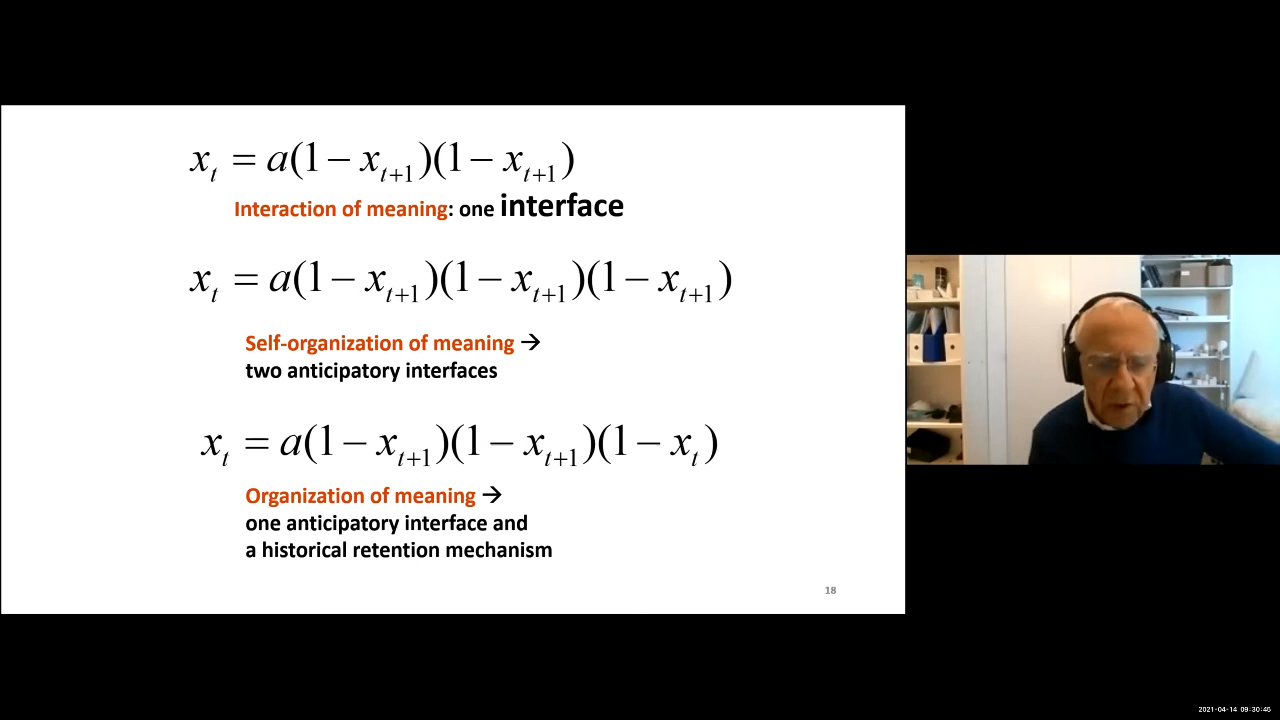 x_t = a(1 − x_{t+1})(1 − x_{t+1})
Interaction of meaning: one interface
x_t = a(1 − x_{t+1})(1 − x_{t+1})(1 − x_{t+1})
Self-organization of meaning →
two anticipatory interfaces
x_t = a(1 − x_{t+1})(1 − x_{t+1})(1 − x_t)
Organization of meaning →
one anticipatory interface and
a historical retention mechanism
18
2021-04-14 09:30:45